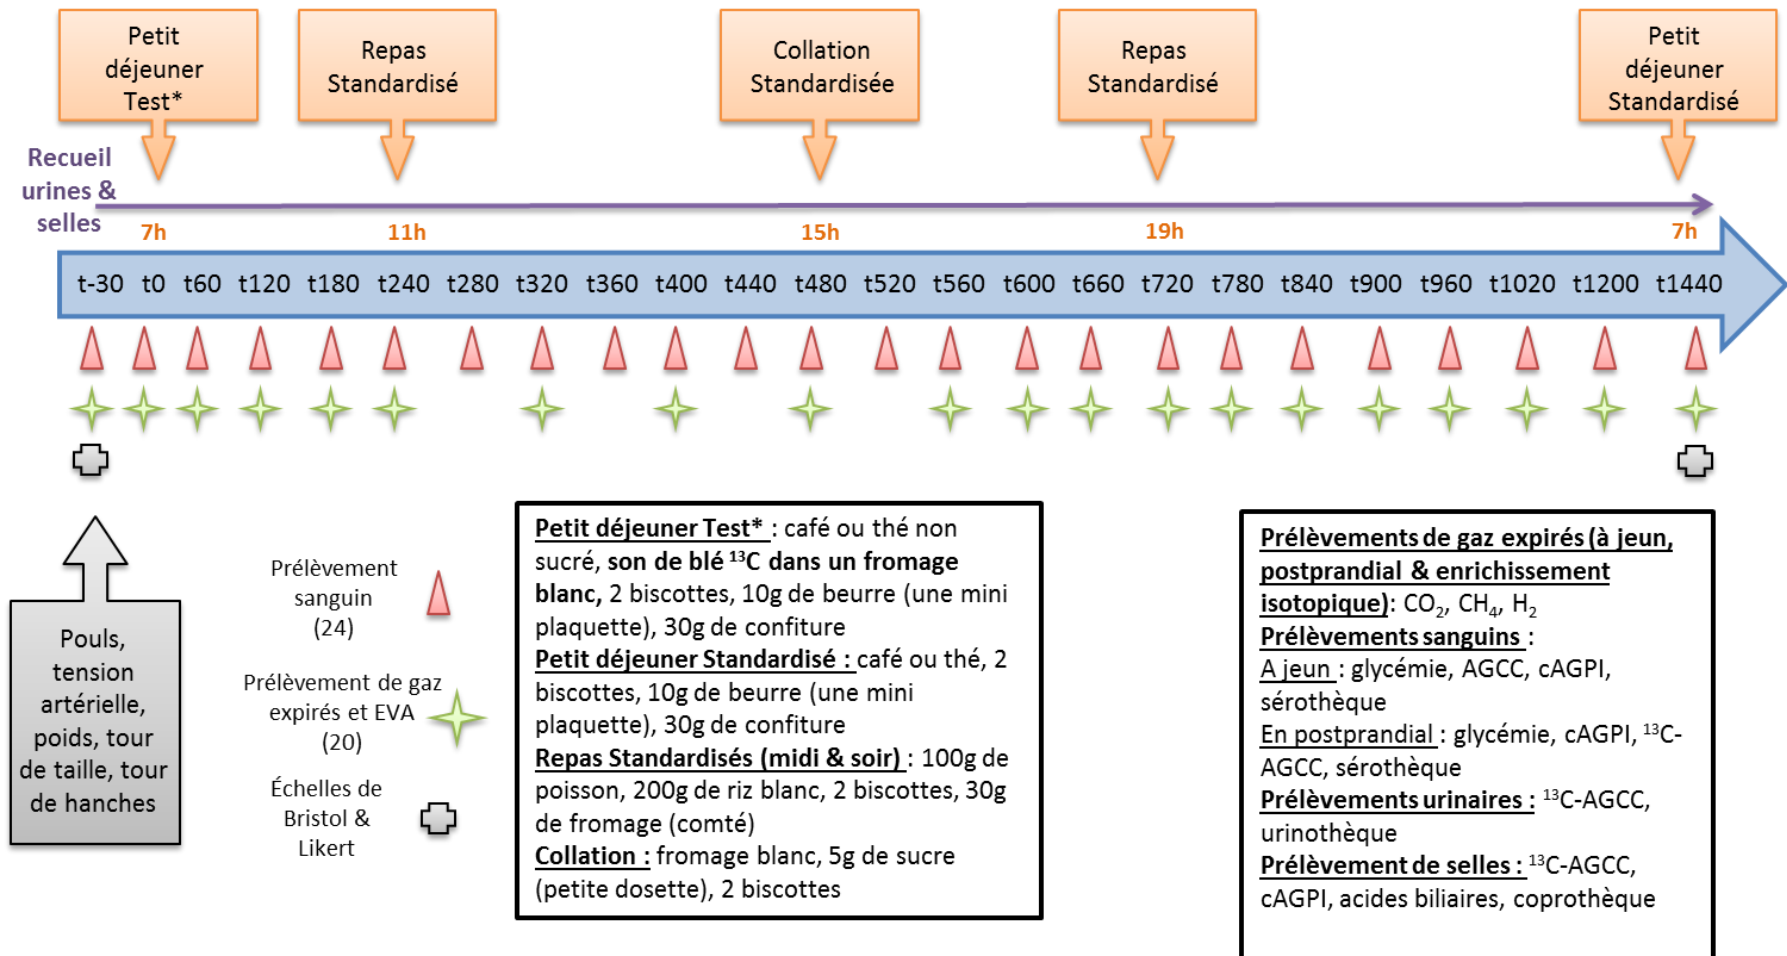 Petit
déjeuner
Test*
Repas
Standardisé
Collation
Standardisée
Repas
Standardisé
Petit
déjeuner
Standardisé
Recueil
urines &
selles
7h
11h
15h
19h
7h
t-30 t0 t60 t120 t180 t240 t280 t320 t360 t400 t440 t480 t520 t560 t600 t660 t720 t780 t840 t900 t960 t1020 t1200 t1440
Pouls,
tension
artérielle,
poids, tour
de taille, tour
de hanches
Prélèvement
sanguin
(24)
Prélèvement de gaz
expirés et EVA
(20)
Échelles de
Bristol &
Likert
Petit déjeuner Test* : café ou thé non
sucré, son de blé ¹³C dans un fromage
blanc, 2 biscottes, 10g de beurre (une mini
plaquette), 30g de confiture
Petit déjeuner Standardisé : café ou thé, 2
biscottes, 10g de beurre (une mini
plaquette), 30g de confiture
Repas Standardisés (midi & soir) : 100g de
poisson, 200g de riz blanc, 2 biscottes, 30g
de fromage (comté)
Collation : fromage blanc, 5g de sucre
(petite dosette), 2 biscottes
Prélèvements de gaz expirés (à jeun,
postprandial & enrichissement
isotopique): CO₂, CH₄, H₂
Prélèvements sanguins :
A jeun : glycémie, AGCC, cAGPI,
sérothèque
En postprandial : glycémie, cAGPI, ¹³C-
AGCC, sérothèque
Prélèvements urinaires : ¹³C-AGCC,
urinothèque
Prélèvement de selles : ¹³C-AGCC,
cAGPI, acides biliaires, coprothèque